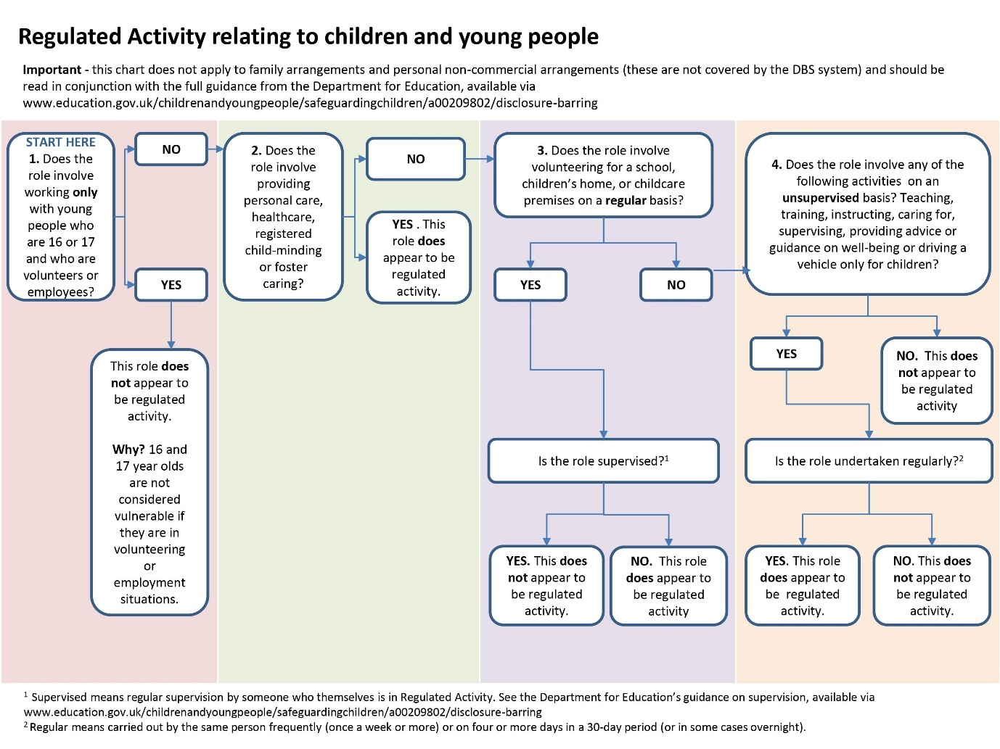 Regulated Activity relating to children and young people
Important - this chart does not apply to family arrangements and personal non-commercial arrangements (these are not covered by the DBS system) and should be
read in conjunction with the full guidance from the Department for Education, available via
www.education.gov.uk/childrenandyoungpeople/safeguardingchildren/a00209802/disclosure-barring
START HERE
1. Does the
role involve
working only
with young
people who
are 16 or 17
and who are
volunteers or
employees?
NO
YES
This role does
not appear to
be regulated
activity.
Why? 16 and
17 year olds
are not
considered
vulnerable if
they are in
volunteering
or
employment
situations.
2. Does the
role involve
providing
personal care,
healthcare,
registered
child-minding
or foster
caring?
NO
YES . This
role does
appear to be
regulated
activity.
3. Does the role involve
volunteering for a school,
children's home, or childcare
premises on a regular basis?
YES
NO
Is the role supervised?¹
YES. This does
not appear to
be regulated
activity.
NO. This role
does appear to
be regulated
activity
4. Does the role involve any of the
following activities on an
unsupervised basis? Teaching,
training, instructing, caring for,
supervising, providing advice or
guidance on well-being or driving a
vehicle only for children?
YES
NO. This does
not appear to
be regulated
activity
Is the role undertaken regularly?²
YES. This role
does appear to
be regulated
activity.
NO. This does
not appear to
be regulated
activity.
¹ Supervised means regular supervision by someone who themselves is in Regulated Activity. See the Department for Education's guidance on supervision, available via
www.education.gov.uk/childrenandyoungpeople/safeguardingchildren/a00209802/disclosure-barring
² Regular means carried out by the same person frequently (once a week or more) or on four or more days in a 30-day period (or in some cases overnight).